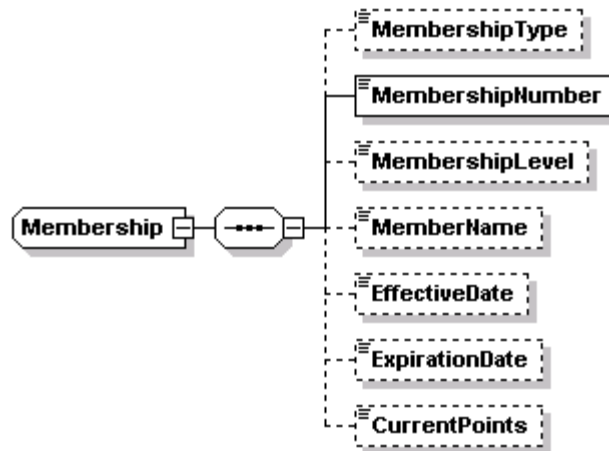 MembershipType
MembershipNumber
MembershipLevel
Membership
MemberName
EffectiveDate
ExpirationDate
CurrentPoints